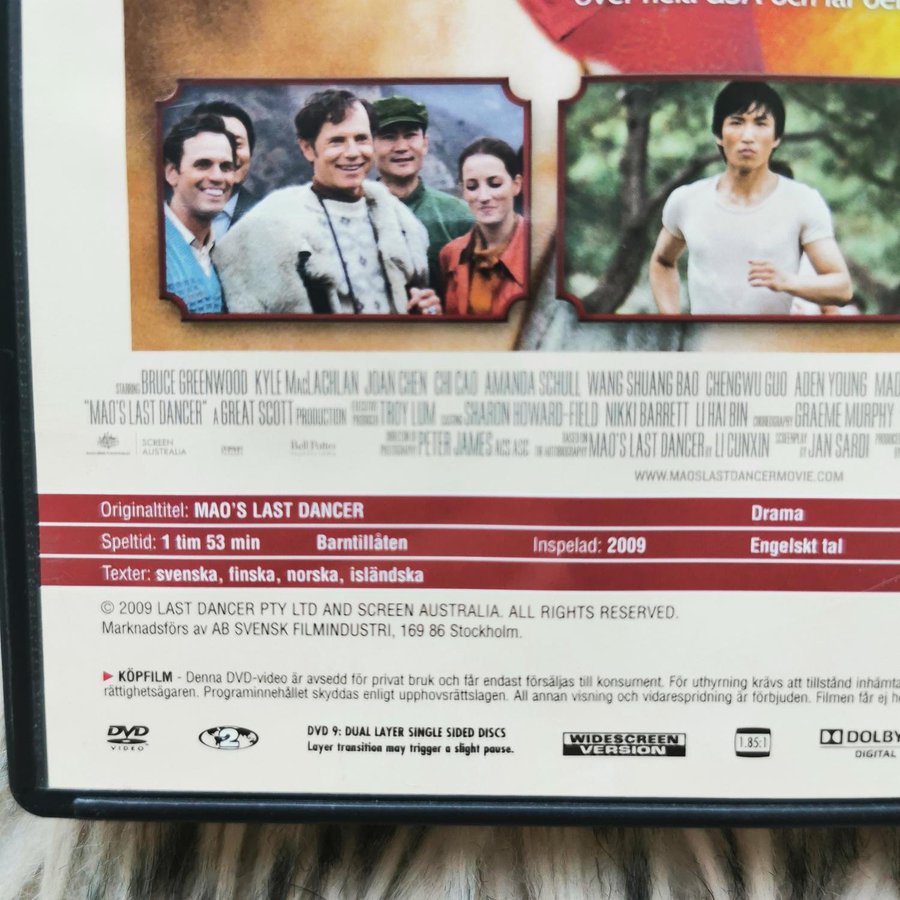 över hela USA och får
BRUCE GREENWOOD KYLE MACLACHLAN JOAN CHEN CHI CAO AMANDA SCHULL WANG SHUANG BAO CHENGWU GUO ADEN YOUNG
"MAO'S LAST DANCER" A GREAT SCOTT PRODUCTION EXECUTIVE PRODUCER TROY LUM CASTING SHARON HOWARD-FIELD NIKKI BARRETT LI HAI BIN CHOREOGRAPHY GRAEME MURPHY
SCREEN AUSTRALIA Bell Potter DIRECTOR OF PHOTOGRAPHY PETER JAMES ACS ASC BASED ON THE AUTOBIOGRAPHY MAO'S LAST DANCER BY LI CUNXIN SCREENPLAY BY JAN SARDI
WWW.MAOSLASTDANCERMOVIE.COM
Originaltitel: MAO'S LAST DANCER Drama
Speltid: 1 tim 53 min Barntillåten Inspelad: 2009 Engelskt tal
Texter: svenska, finska, norska, isländska
© 2009 LAST DANCER PTY LTD AND SCREEN AUSTRALIA. ALL RIGHTS RESERVED.
Marknadsförs av AB SVENSK FILMINDUSTRI, 169 86 Stockholm.
KÖPFILM - Denna DVD-video är avsedd för privat bruk och får endast försäljas till konsument. För uthyrning krävs att tillstånd inhämta
rättighetsägaren. Programinnehållet skyddas enligt upphovsrättslagen. All annan visning och vidarespridning är förbjuden. Filmen får ej
DVD VIDEO 2 DVD 9: DUAL LAYER SINGLE SIDED DISCS WIDESCREEN VERSION 1.85:1 DOLBY DIGITAL
Layer transition may trigger a slight pause.